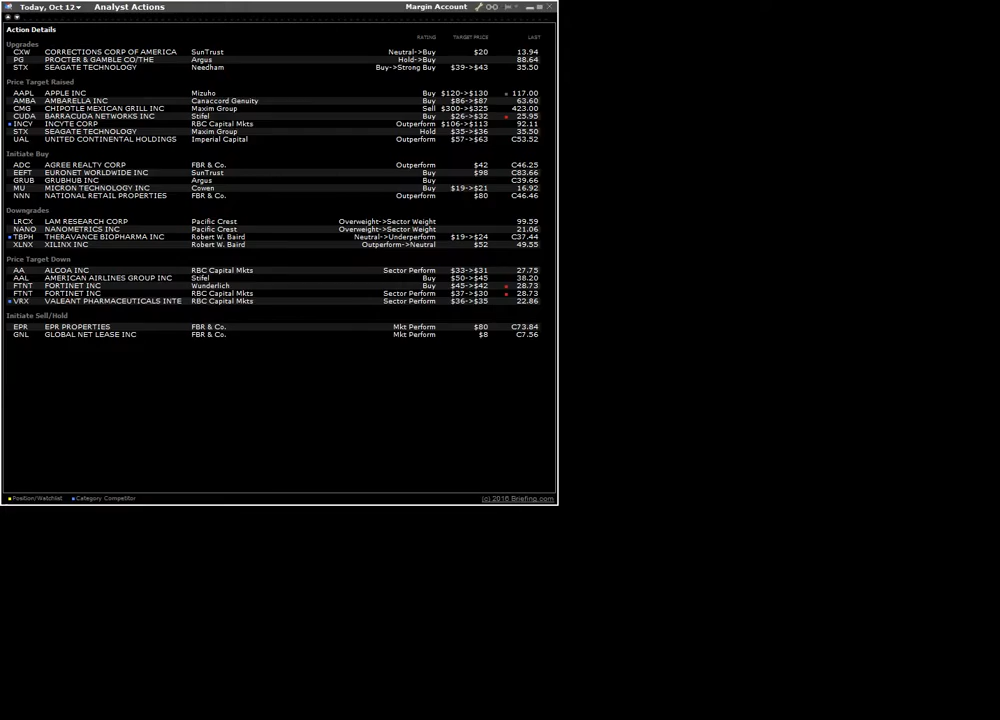 Today, Oct 12 Analyst Actions Margin Account
Action Details
RATING TARGET PRICE LAST
Upgrades
CXW CORRECTIONS CORP OF AMERICA SunTrust Neutral->Buy $20 13.94
PG PROCTER & GAMBLE CO/THE Argus Hold->Buy 88.64
STX SEAGATE TECHNOLOGY Needham Buy->Strong Buy $39->$43 35.50
Price Target Raised
AAPL APPLE INC Mizuho Buy $120->$130 117.00
AMBA AMBARELLA INC Canaccord Genuity Buy $86->$87 63.60
CMG CHIPOTLE MEXICAN GRILL INC Maxim Group Sell $300->$325 423.00
CUDA BARRACUDA NETWORKS INC Stifel Buy $26->$32 25.95
INCY INCYTE CORP RBC Capital Mkts Outperform $106->$113 92.11
STX SEAGATE TECHNOLOGY Maxim Group Hold $35->$36 35.50
UAL UNITED CONTINENTAL HOLDINGS Imperial Capital Outperform $57->$63 C53.52
Initiate Buy
ADC AGREE REALTY CORP FBR & Co. Outperform $42 C46.25
EEFT EURONET WORLDWIDE INC SunTrust Buy $98 C83.66
GRUB GRUBHUB INC Argus Buy C39.66
MU MICRON TECHNOLOGY INC Cowen Buy $19->$21 16.92
NNN NATIONAL RETAIL PROPERTIES FBR & Co. Outperform $80 C46.46
Downgrades
LRCX LAM RESEARCH CORP Pacific Crest Overweight->Sector Weight 99.59
NANO NANOMETRICS INC Pacific Crest Overweight->Sector Weight 21.06
TBPH THERAVANCE BIOPHARMA INC Robert W. Baird Neutral->Underperform $19->$24 C37.44
XLNX XILINX INC Robert W. Baird Outperform->Neutral $52 49.55
Price Target Down
AA ALCOA INC RBC Capital Mkts Sector Perform $33->$31 27.75
AAL AMERICAN AIRLINES GROUP INC Stifel Buy $50->$45 38.20
FTNT FORTINET INC Wunderlich Buy $45->$42 28.73
FTNT FORTINET INC RBC Capital Mkts Sector Perform $37->$30 28.73
VRX VALEANT PHARMACEUTICALS INTE RBC Capital Mkts Sector Perform $36->$35 22.86
Initiate Sell/Hold
EPR EPR PROPERTIES FBR & Co. Mkt Perform $80 C73.84
GNL GLOBAL NET LEASE INC FBR & Co. Mkt Perform $8 C7.56
Position/Watchlist Category Competitor (c) 2016 Briefing.com